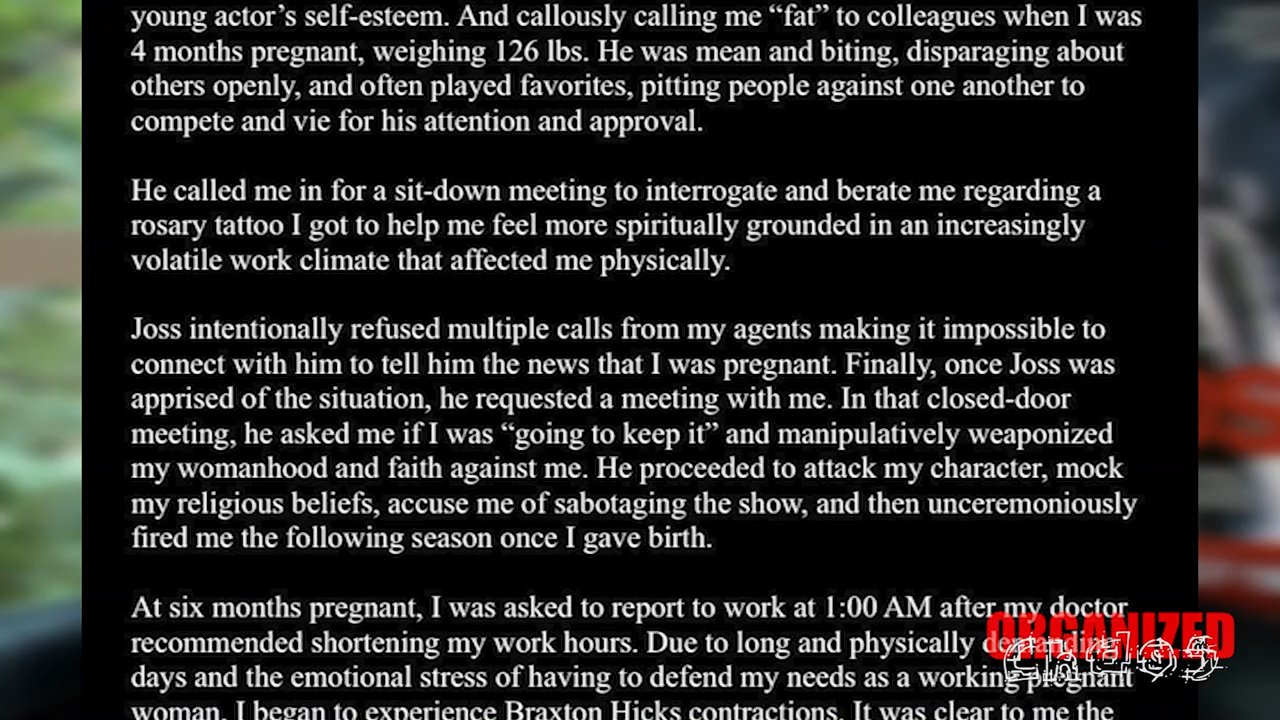 young actor’s self-esteem. And callously calling me “fat” to colleagues when I was
4 months pregnant, weighing 126 lbs. He was mean and biting, disparaging about
others openly, and often played favorites, pitting people against one another to
compete and vie for his attention and approval.
He called me in for a sit-down meeting to interrogate and berate me regarding a
rosary tattoo I got to help me feel more spiritually grounded in an increasingly
volatile work climate that affected me physically.
Joss intentionally refused multiple calls from my agents making it impossible to
connect with him to tell him the news that I was pregnant. Finally, once Joss was
apprised of the situation, he requested a meeting with me. In that closed-door
meeting, he asked me if I was “going to keep it” and manipulatively weaponized
my womanhood and faith against me. He proceeded to attack my character, mock
my religious beliefs, accuse me of sabotaging the show, and then unceremoniously
fired me the following season once I gave birth.
At six months pregnant, I was asked to report to work at 1:00 AM after my doctor
recommended shortening my work hours. Due to long and physically demanding
days and the emotional stress of having to defend my needs as a working pregnant
woman, I began to experience Braxton Hicks contractions. It was clear to me the
ORGANIZED
chaos